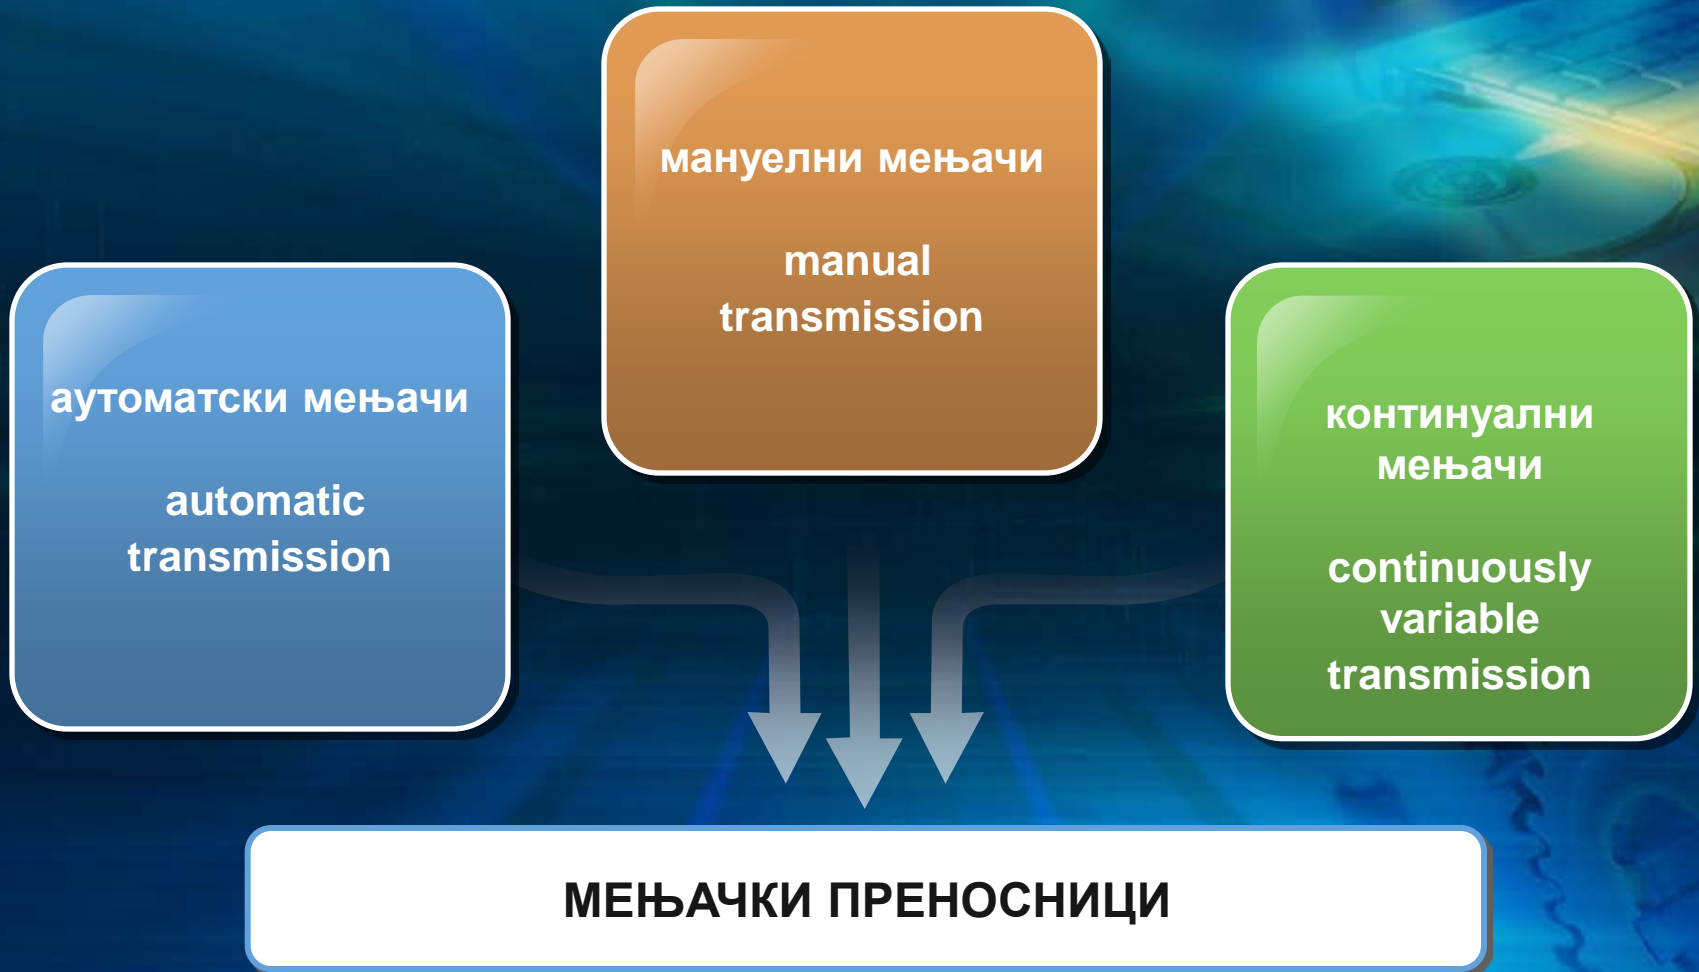 мануелни мењачи
manual
transmission
аутоматски мењачи
automatic
transmission
континуални
мењачи
continuously
variable
transmission
МЕЊАЧКИ ПРЕНОСНИЦИ